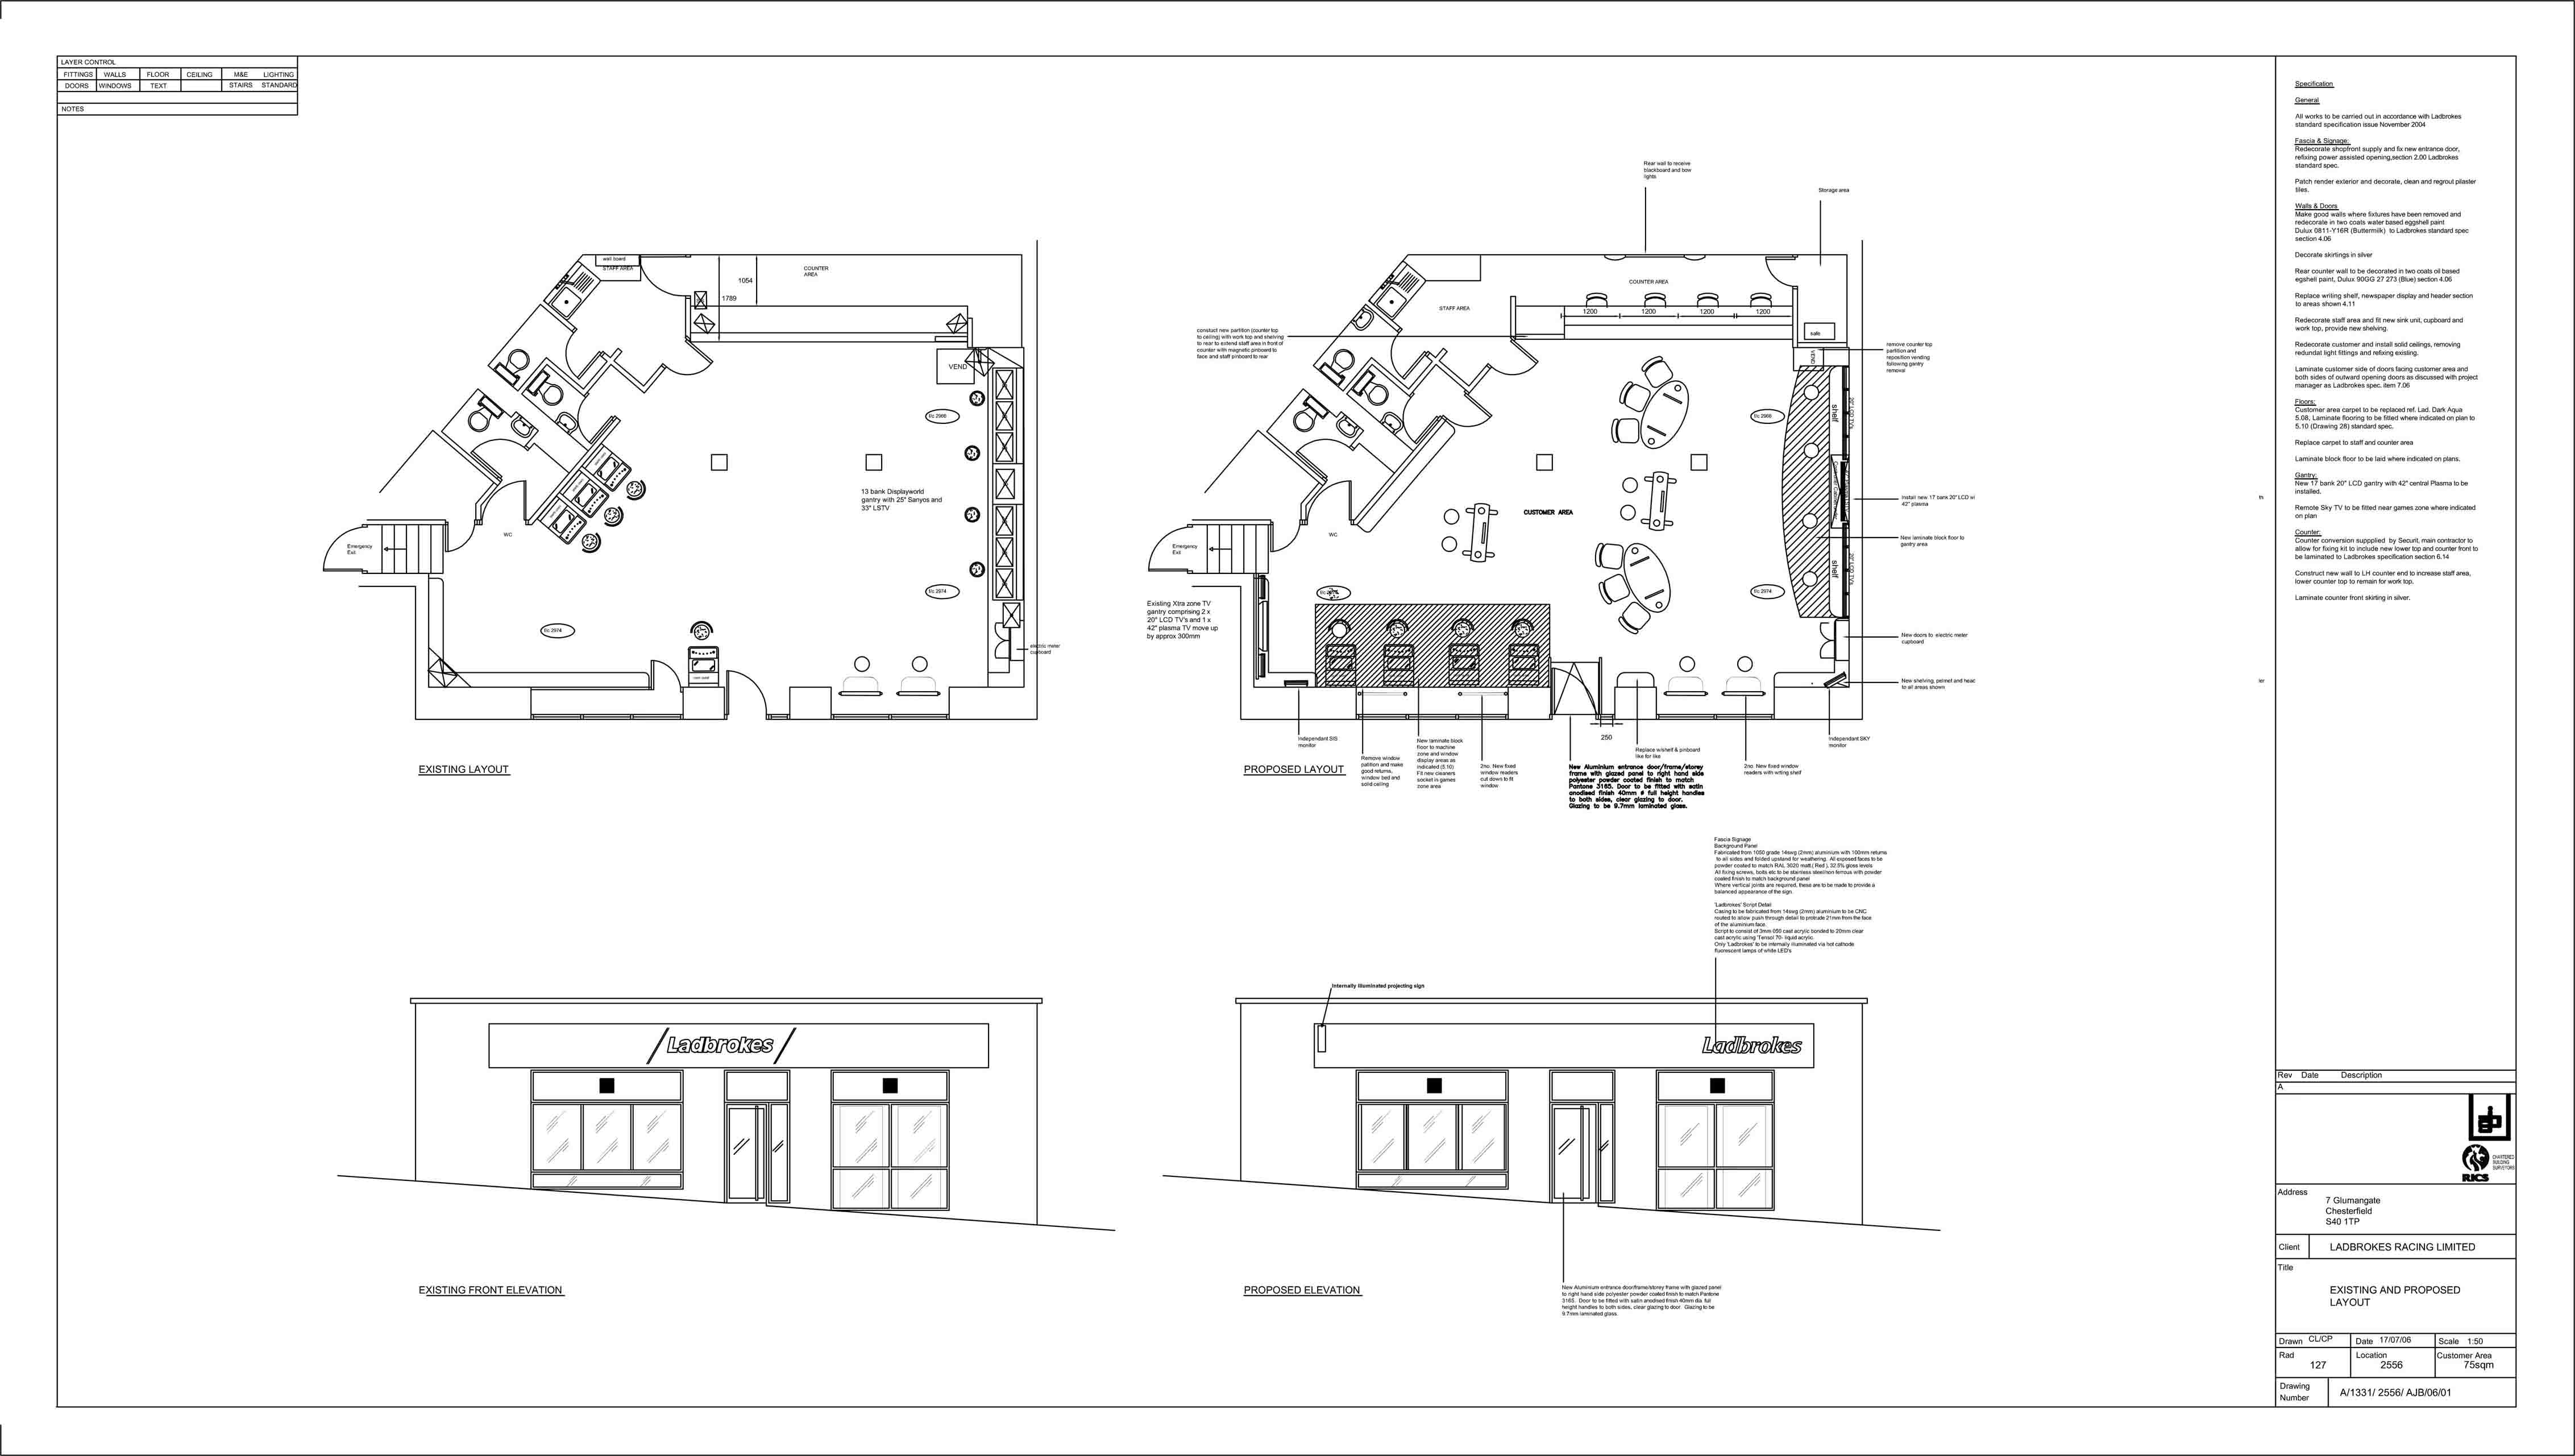 LAYER CONTROL
FITTINGS WALLS FLOOR CEILING M&E LIGHTING
DOORS WINDOWS TEXT STAIRS STANDARD
NOTES
wall board
STAFF AREA
COUNTER
AREA
1054
1789
VEND
f/c 2966
13 bank Displayworld
gantry with 25" Sanyos and
33" LSTV
WC
Emergency
Exit
f/c 2974
f/c 2974
electric meter
cupboard
EXISTING LAYOUT
Rear wall to receive
blackboard and bow
lights
Storage area
COUNTER AREA
STAFF AREA
1200
1200
1200
1200
safe
VEND
constuct new partition (counter top
to ceiling) with work top and shelving
to rear to extend staff area in front of
counter with magnetic pinboard to
face and staff pinboard to rear
remove counter top
partition and
reposition vending
following gantry
removal
f/c 2966
shelf
20" LCD TV's
CUSTOMER AREA
install new 17 bank 20" LCD wi
th
42" plasma
WC
Emergency
Exit
New laminate block floor to
gantry area
shelf
20" LCD TV's
f/c 2974
Existing Xtra zone TV
gantry comprising 2 x
20" LCD TV's and 1 x
42" plasma TV move up
by approx 300mm
New doors to electric meter
cupboard
New shelving, pelmet and head
er
to all areas shown
250
Independant SIS
monitor
Remove window
patition and make
good returns,
window bed and
solid ceiling
New laminate block
floor to machine
zone and window
display areas as
indicated (5.10)
Fit new cleaners
socket in games
zone area
2no. New fixed
window readers
cut down to fit
window
New Aluminium entrance door/frame/storey
frame with glazed panel to right hand side
polyester powder coated finish to match
Pantone 3165. Door to be fitted with satin
anodised finish 40mm # full height handles
to both sides, clear glazing to door.
Glazing to be 9.7mm laminated glass.
Replace w/shelf & pinboard
like for like
2no. New fixed window
readers with writing shelf
Independant SKY
monitor
PROPOSED LAYOUT
Fascia Signage
Background Panel
Fabricated from 1050 grade 14swg (2mm) aluminium with 100mm returns
to all sides and folded upstand for weathering. All exposed faces to be
powder coated to match RAL 3020 matt.( Red ), 32.5% gloss levels
All fixing screws, bolts etc to be stainless steel/non ferrous with powder
coated finish to match background panel
Where vertical joints are required, these are to be made to provide a
balanced appearance of the sign.
'Ladbrokes' Script Detail:
Casing to be fabricated from 14swg (2mm) aluminium to be CNC
routed to allow push through detail to protrude 21mm from the face
of the aluminium face.
Script to consist of 3mm 050 cast acrylic bonded to 20mm clear
cast acrylic using 'Tensol 70- liquid acrylic.
Only 'Ladbrokes' to be internally illuminated via hot cathode
fluorescent lamps of white LED's
Ladbrokes
EXISTING FRONT ELEVATION
Internally illuminated projecting sign
Ladbrokes
PROPOSED ELEVATION
New Aluminium entrance door/frame/storey frame with glazed panel
to right hand side polyester powder coated finish to match Pantone
3165. Door to be fitted with satin anodised finish 40mm dia full
height handles to both sides, clear glazing to door. Glazing to be
9.7mm laminated glass.
Specification
General
All works to be carried out in accordance with Ladbrokes
standard specification issue November 2004
Fascia & Signage:
Redecorate shopfront supply and fix new entrance door,
refixing power assisted opening,section 2.00 Ladbrokes
standard spec.
Patch render exterior and decorate, clean and regrout pilaster
tiles.
Walls & Doors
Make good walls where fixtures have been removed and
redecorate in two coats water based eggshell paint
Dulux 0811-Y16R (Buttermilk) to Ladbrokes standard spec
section 4.06
Decorate skirtings in silver
Rear counter wall to be decorated in two coats oil based
egshell paint, Dulux 90GG 27 273 (Blue) section 4.06
Replace writing shelf, newspaper display and header section
to areas shown 4.11
Redecorate staff area and fit new sink unit, cupboard and
work top, provide new shelving.
Redecorate customer and install solid ceilings, removing
redundat light fittings and refixing existing.
Laminate customer side of doors facing customer area and
both sides of outward opening doors as discussed with project
manager as Ladbrokes spec. item 7.06
Floors:
Customer area carpet to be replaced ref. Lad. Dark Aqua
5.08, Laminate flooring to be fitted where indicated on plan to
5.10 (Drawing 28) standard spec.
Replace carpet to staff and counter area
Laminate block floor to be laid where indicated on plans.
Gantry:
New 17 bank 20" LCD gantry with 42" central Plasma to be
installed.
Remote Sky TV to be fitted near games zone where indicated
on plan
Counter:
Counter conversion suppplied by Securit, main contractor to
allow for fixing kit to include new lower top and counter front to
be laminated to Ladbrokes specification section 6.14
Construct new wall to LH counter end to increase staff area,
lower counter top to remain for work top.
Laminate counter front skirting in silver.
Rev Date Description
A
CHARTERED
BUILDING
SURVEYORS
RICS
Address
7 Glumangate
Chesterfield
S40 1TP
Client LADBROKES RACING LIMITED
Title
EXISTING AND PROPOSED
LAYOUT
Drawn CL/CP Date 17/07/06 Scale 1:50
Rad 127 Location 2556 Customer Area 75sqm
Drawing
Number A/1331/ 2556/ AJB/06/01